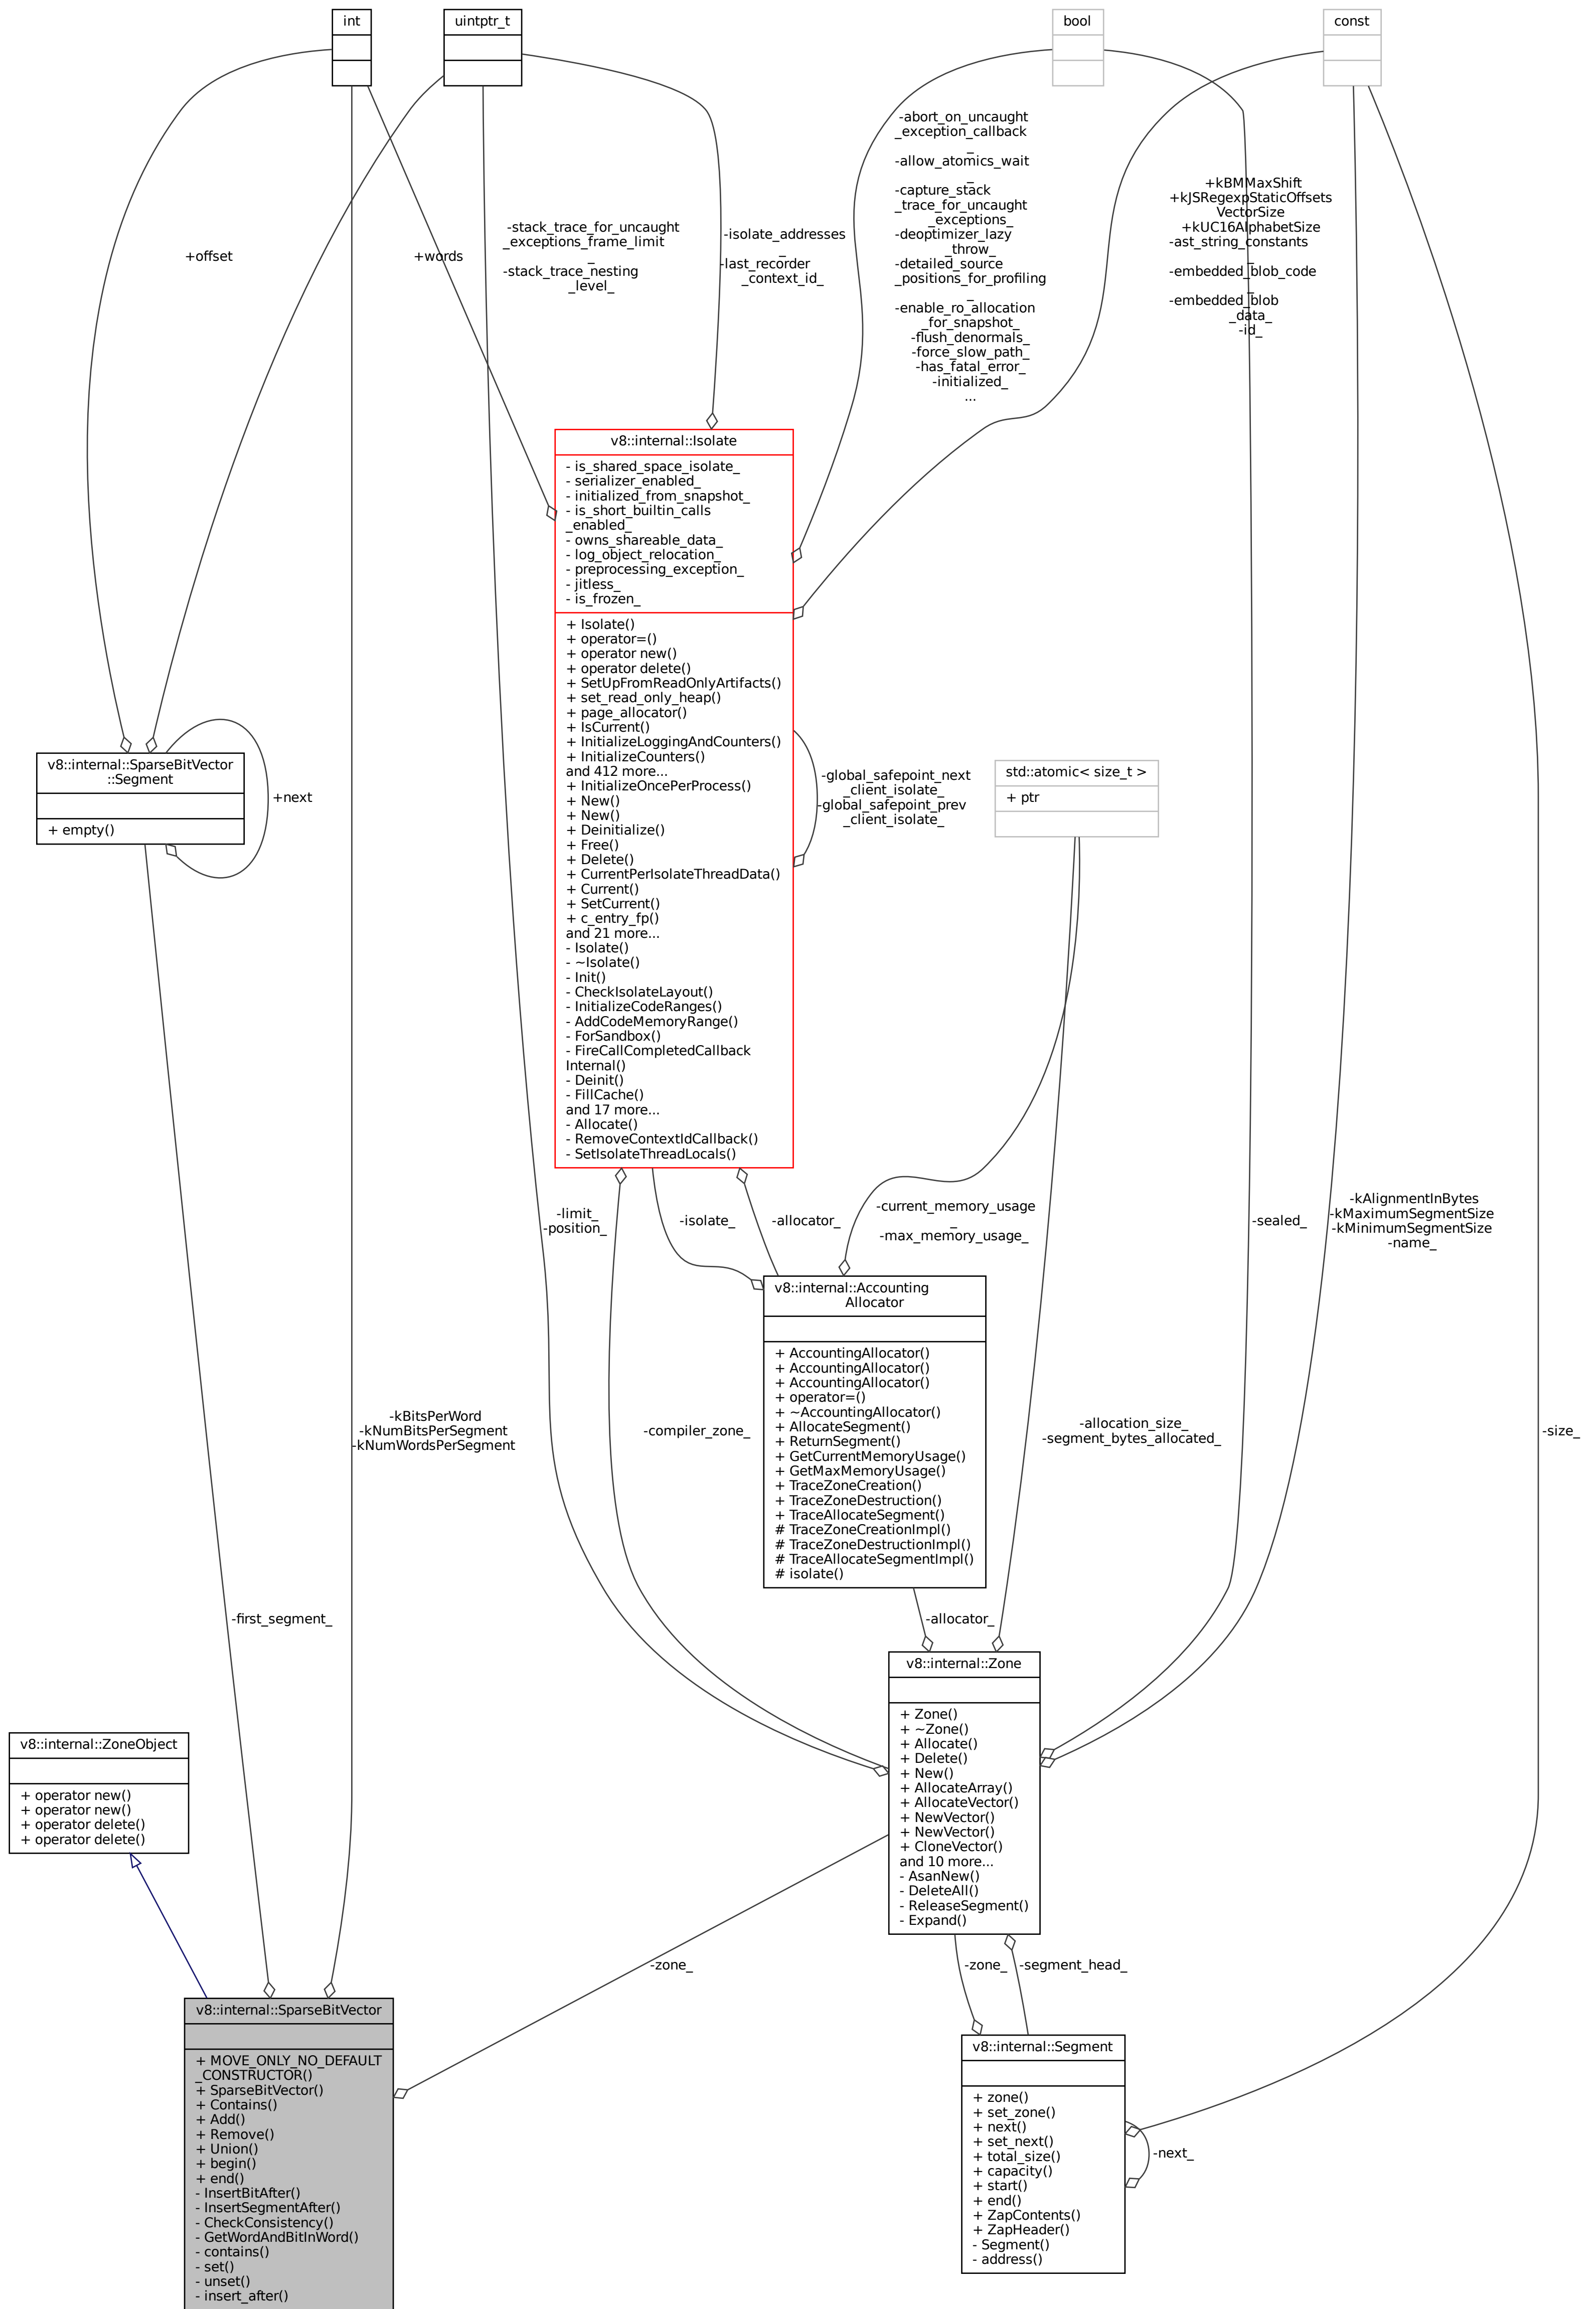 int
uintptr_t
bool
const
-abort_on_uncaught
_exception_callback
_
-allow_atomics_wait
_
-capture_stack
_trace_for_uncaught
_exceptions_
-deoptimizer_lazy
_throw_
-detailed_source
_positions_for_profiling
_
-enable_ro_allocation
_for_snapshot_
-flush_denormals_
-force_slow_path_
-has_fatal_error_
-initialized_
...
+kBMMaxShift
+kJSRegexpStaticOffsets
VectorSize
+kUC16AlphabetSize
-ast_string_constants
_
-embedded_blob_code
_
-embedded_blob
_data_
-id_
+offset
+words
-stack_trace_for_uncaught
_exceptions_frame_limit
_
-stack_trace_nesting
_level_
-isolate_addresses
_
-last_recorder
_context_id_
v8::internal::Isolate
- is_shared_space_isolate_
- serializer_enabled_
- initialized_from_snapshot_
- is_short_builtin_calls
_enabled_
- owns_shareable_data_
- log_object_relocation_
- preprocessing_exception_
- jitless_
- is_frozen_
+ Isolate()
+ operator=()
+ operator new()
+ operator delete()
+ SetUpFromReadOnlyArtifacts()
+ set_read_only_heap()
+ page_allocator()
+ IsCurrent()
+ InitializeLoggingAndCounters()
+ InitializeCounters()
and 412 more...
+ InitializeOncePerProcess()
+ New()
+ New()
+ Deinitialize()
+ Free()
+ Delete()
+ CurrentPerIsolateThreadData()
+ Current()
+ SetCurrent()
+ c_entry_fp()
and 21 more...
- Isolate()
- ~Isolate()
- Init()
- CheckIsolateLayout()
- InitializeCodeRanges()
- AddCodeMemoryRange()
- ForSandbox()
- FireCallCompletedCallback
Internal()
- Deinit()
- FillCache()
and 17 more...
- Allocate()
- RemoveContextIdCallback()
- SetIsolateThreadLocals()
v8::internal::SparseBitVector
::Segment
+ empty()
+next
-global_safepoint_next
_client_isolate_
-global_safepoint_prev
_client_isolate_
std::atomic< size_t >
+ ptr
-limit_
-position_
-isolate_
-allocator_
-current_memory_usage
_
-max_memory_usage_
-sealed_
-kAlignmentInBytes
-kMaximumSegmentSize
-kMinimumSegmentSize
-name_
v8::internal::Accounting
Allocator
+ AccountingAllocator()
+ AccountingAllocator()
+ AccountingAllocator()
+ operator=()
+ ~AccountingAllocator()
+ AllocateSegment()
+ ReturnSegment()
+ GetCurrentMemoryUsage()
+ GetMaxMemoryUsage()
+ TraceZoneCreation()
+ TraceZoneDestruction()
+ TraceAllocateSegment()
# TraceZoneCreationImpl()
# TraceZoneDestructionImpl()
# TraceAllocateSegmentImpl()
# isolate()
-kBitsPerWord
-kNumBitsPerSegment
-kNumWordsPerSegment
-compiler_zone_
-allocation_size_
-segment_bytes_allocated_
-size_
-first_segment_
-allocator_
v8::internal::Zone
+ Zone()
+ ~Zone()
+ Allocate()
+ Delete()
+ New()
+ AllocateArray()
+ AllocateVector()
+ NewVector()
+ NewVector()
+ CloneVector()
and 10 more...
- AsanNew()
- DeleteAll()
- ReleaseSegment()
- Expand()
v8::internal::ZoneObject
+ operator new()
+ operator new()
+ operator delete()
+ operator delete()
-zone_
-zone_
-segment_head_
v8::internal::SparseBitVector
+ MOVE_ONLY_NO_DEFAULT
_CONSTRUCTOR()
+ SparseBitVector()
+ Contains()
+ Add()
+ Remove()
+ Union()
+ begin()
+ end()
- InsertBitAfter()
- InsertSegmentAfter()
- CheckConsistency()
- GetWordAndBitInWord()
- contains()
- set()
- unset()
- insert_after()
v8::internal::Segment
+ zone()
+ set_zone()
+ next()
+ set_next()
+ total_size()
+ capacity()
+ start()
+ end()
+ ZapContents()
+ ZapHeader()
- Segment()
- address()
-next_